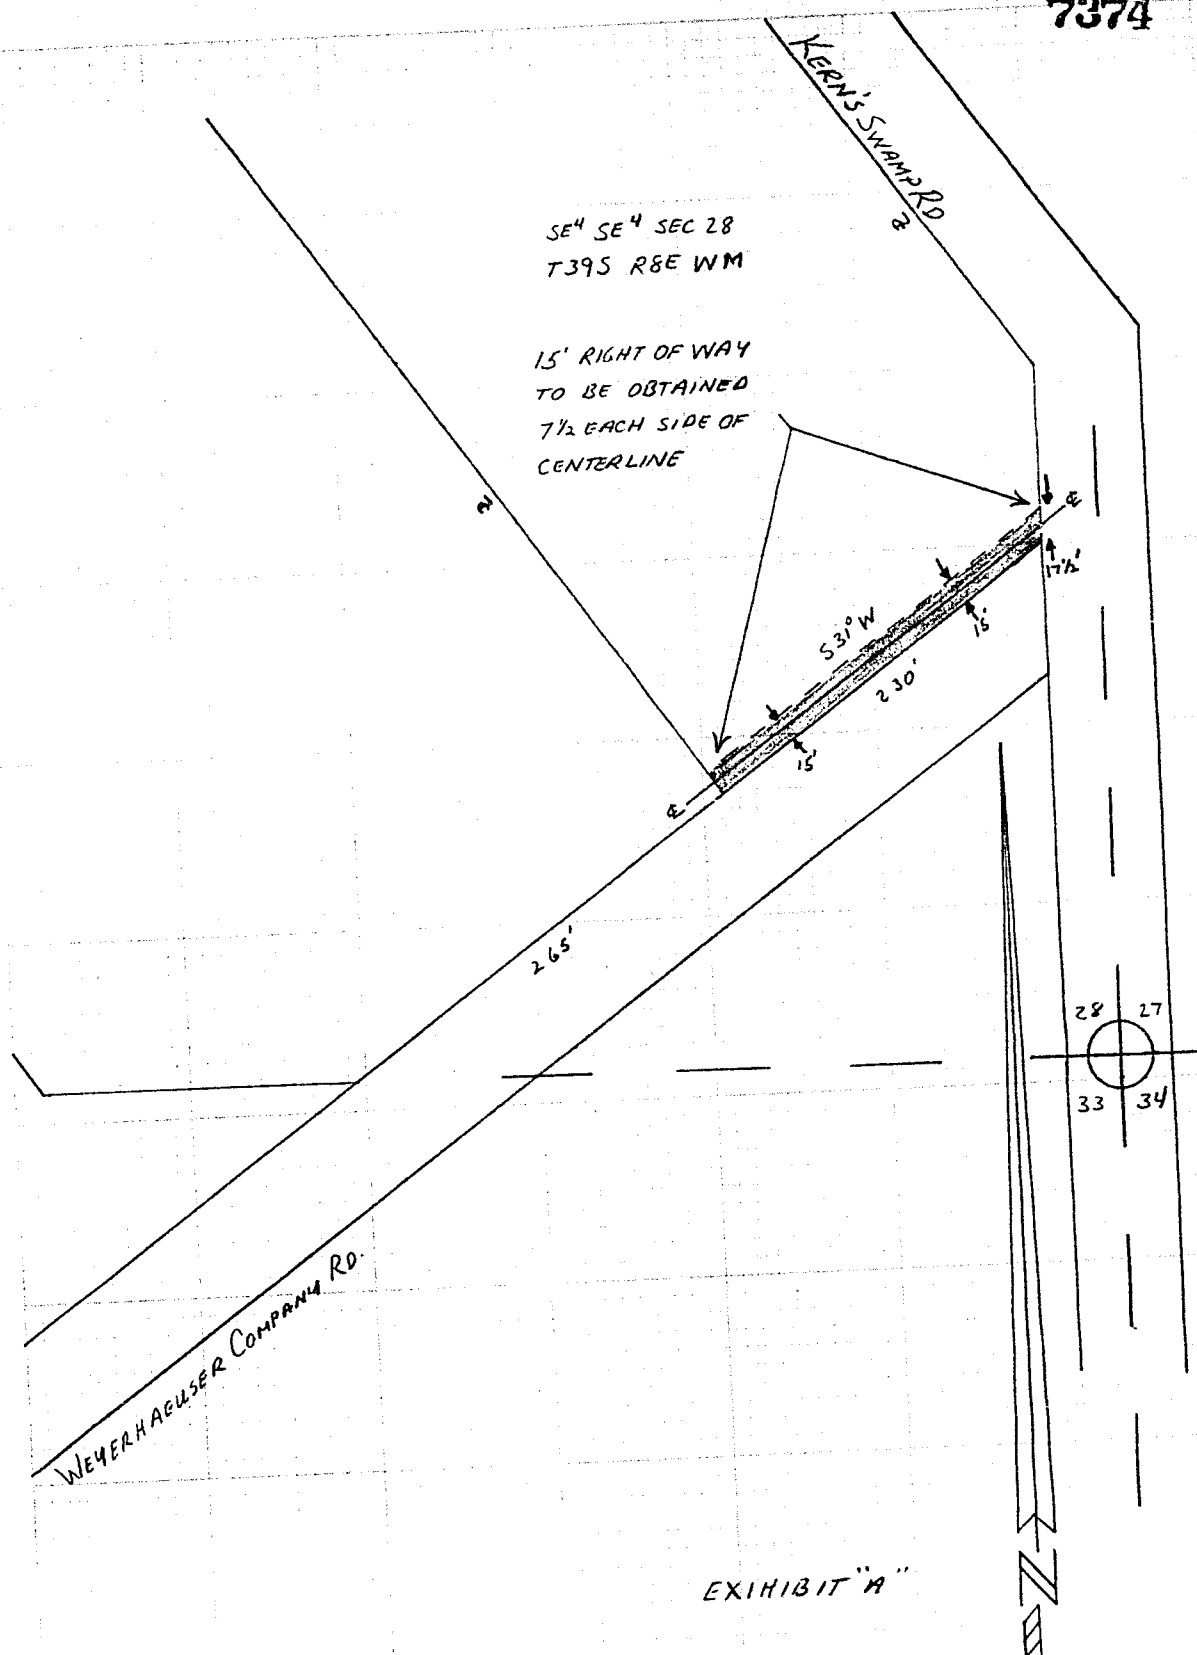 7374
KERN'S SWAMP RD
SE4 SE4 SEC 28
T39S R8E WM
15' RIGHT OF WAY
TO BE OBTAINED
7½ EACH SIDE OF
CENTERLINE
℄
17½'
S31°W
15'
230'
15'
℄
265'
28 27
33 34
WEYERHAEUSER COMPANY RD.
EXIHIBIT "A"
N